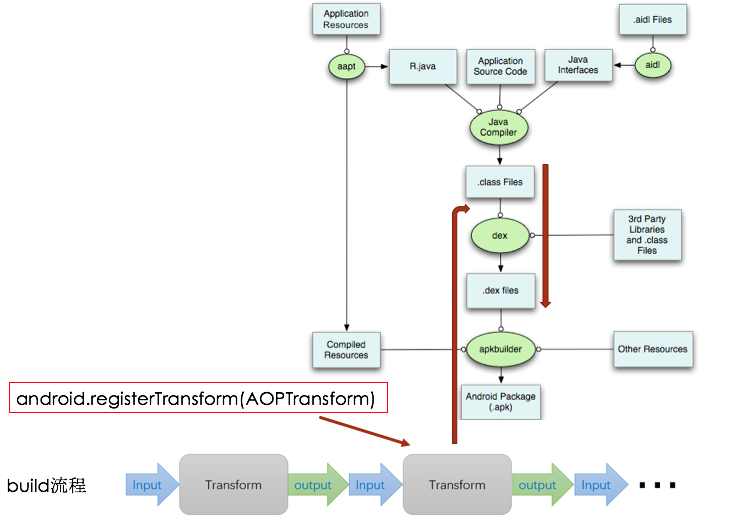 Application
Resources
.aidl Files
aapt
R.java
Application
Source Code
Java
Interfaces
aidl
Java
Compiler
.class Files
dex
3rd Party
Libraries
and .class
Files
.dex files
Compiled
Resources
apkbuilder
Other Resources
Android Package
(.apk)
android.registerTransform(AOPTransform)
build流程
Input
Transform
output
Input
Transform
output
Input